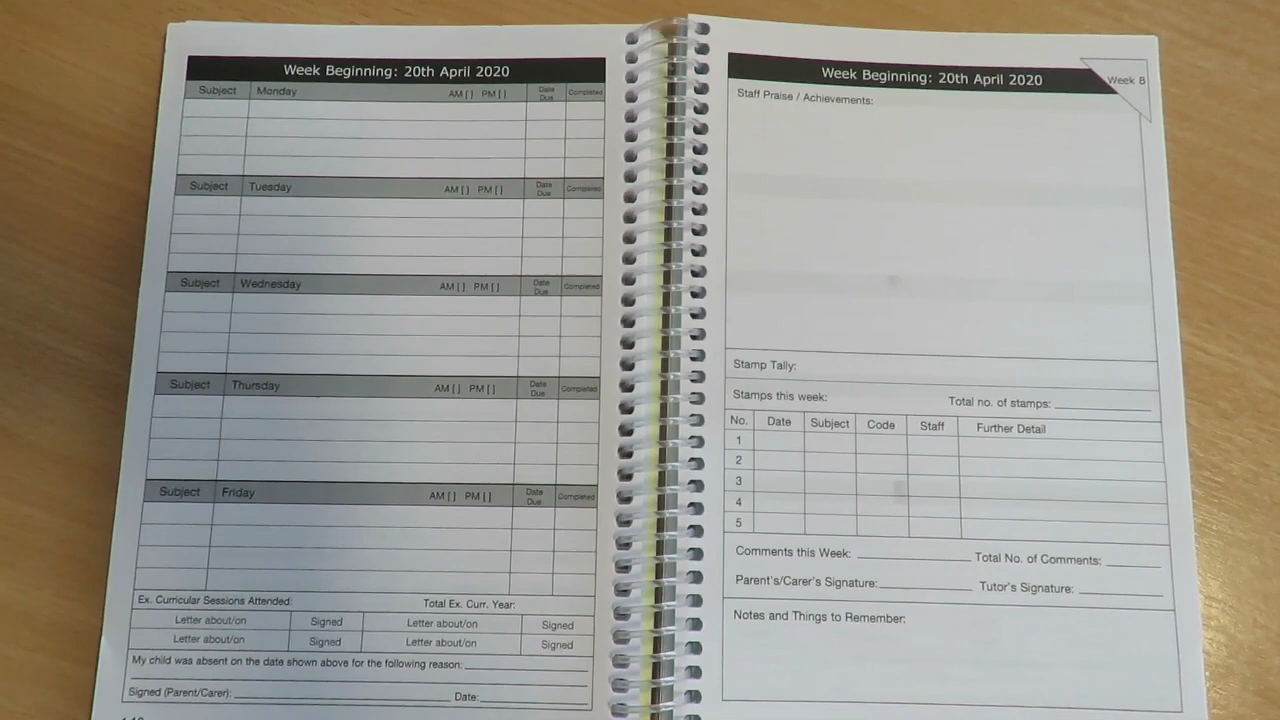 Week Beginning: 20th April 2020
Subject Monday AM [ ] PM [ ] Date Due Completed
Subject Tuesday AM [ ] PM [ ] Date Due Completed
Subject Wednesday AM [ ] PM [ ] Date Due Completed
Subject Thursday AM [ ] PM [ ] Date Due Completed
Subject Friday AM [ ] PM [ ] Date Due Completed
Ex. Curricular Sessions Attended: Total Ex. Curr. Year:
Letter about/on Signed Letter about/on Signed
Letter about/on Signed Letter about/on Signed
My child was absent on the date shown above for the following reason:
Signed (Parent/Carer): Date:
Week Beginning: 20th April 2020 Week B
Staff Praise / Achievements:
Stamp Tally:
Stamps this week: Total no. of stamps:
No. Date Subject Code Staff Further Detail
1
2
3
4
5
Comments this Week: Total No. of Comments:
Parent's/Carer's Signature: Tutor's Signature:
Notes and Things to Remember: